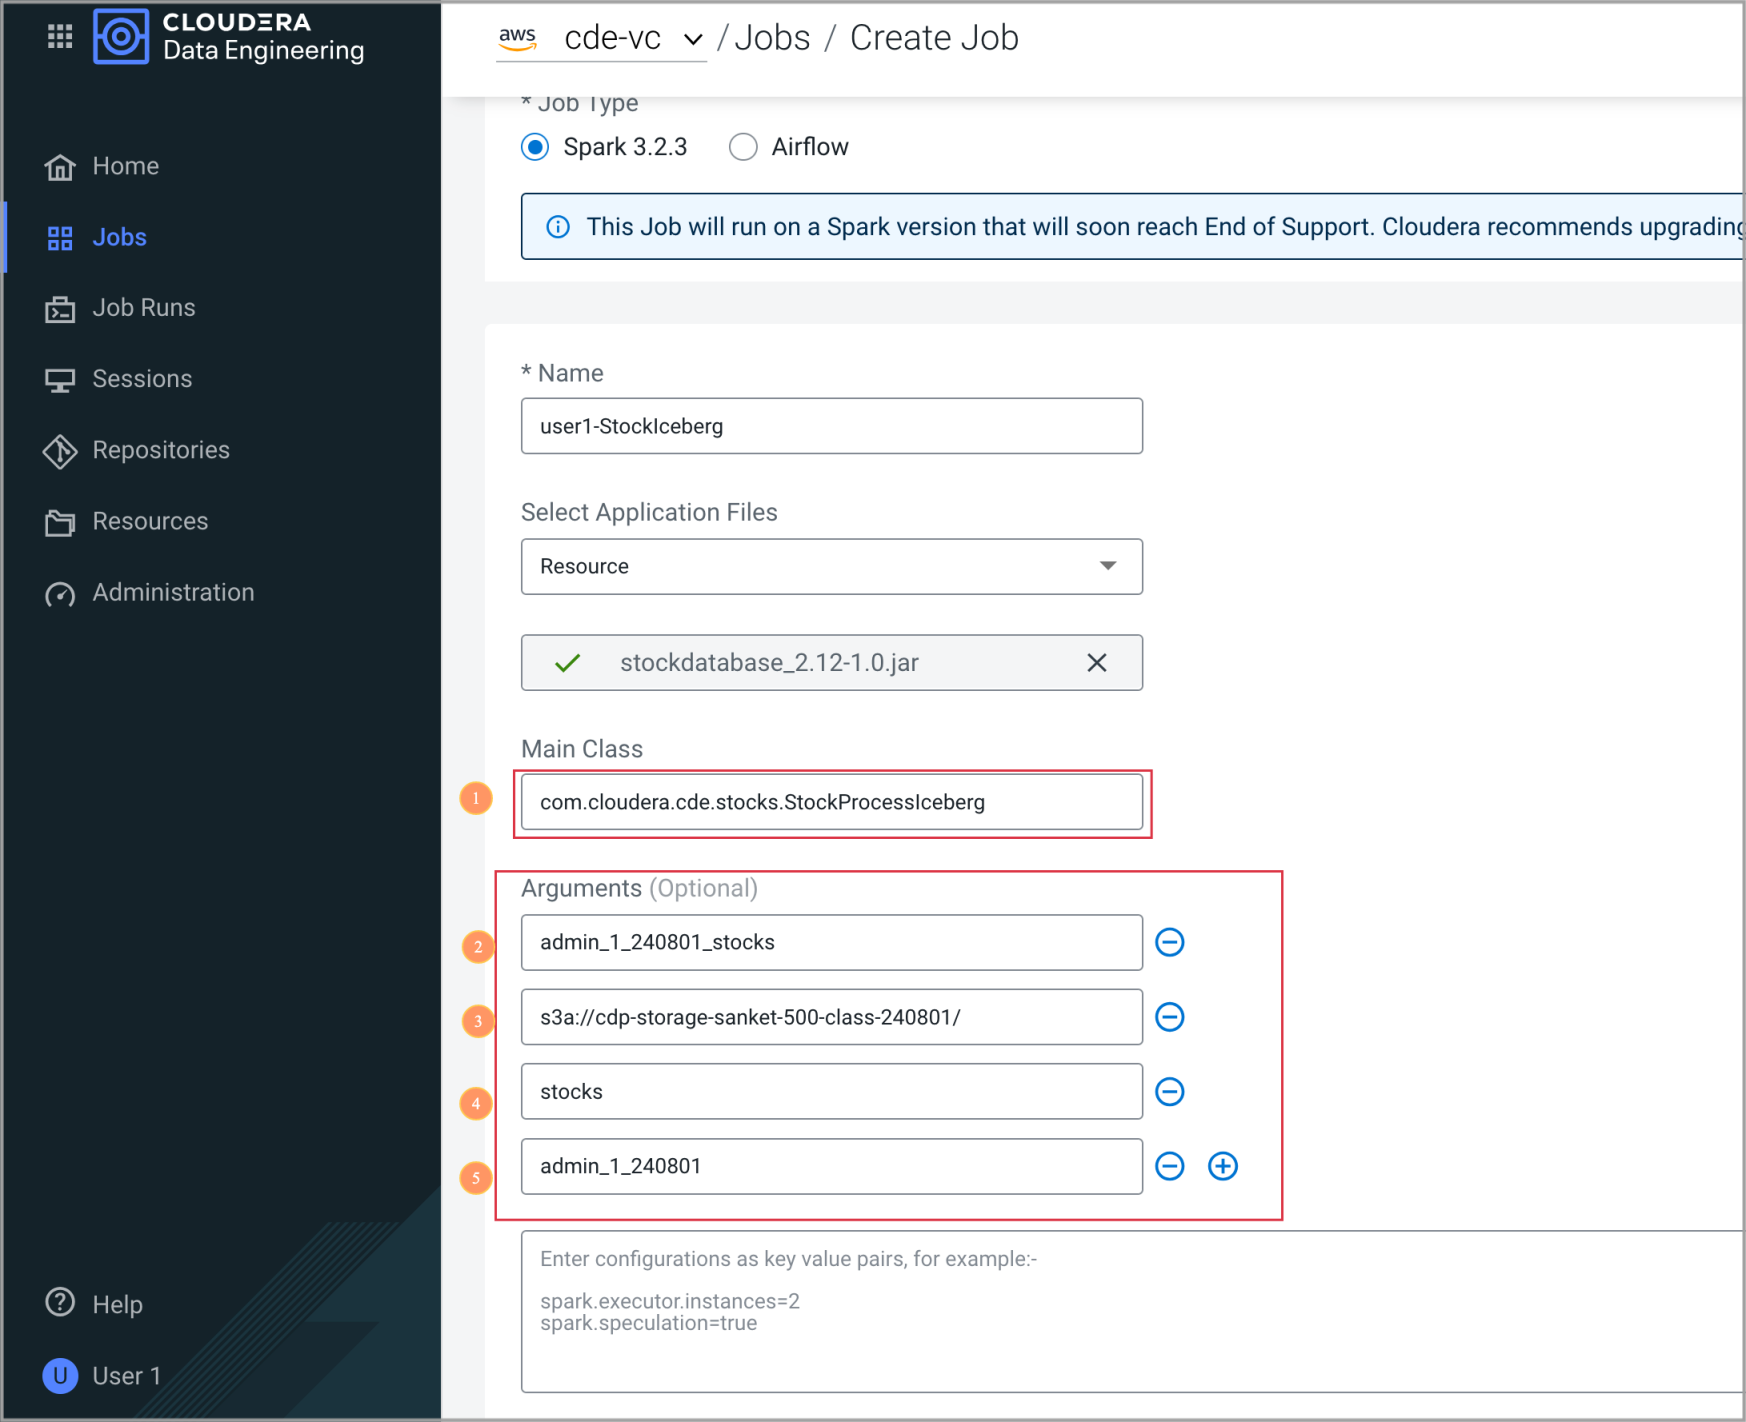 CLOUDERA
Data Engineering
aws cde-vc / Jobs / Create Job
Home
Jobs
Job Runs
Sessions
Repositories
Resources
Administration
Help
U User 1
* Job Type
Spark 3.2.3 Airflow
This Job will run on a Spark version that will soon reach End of Support. Cloudera recommends upgrading
* Name
user1-StockIceberg
Select Application Files
Resource
stockdatabase_2.12-1.0.jar
Main Class
1 com.cloudera.cde.stocks.StockProcessIceberg
Arguments (Optional)
2 admin_1_240801_stocks
3 s3a://cdp-storage-sanket-500-class-240801/
4 stocks
5 admin_1_240801
Enter configurations as key value pairs, for example:-
spark.executor.instances=2
spark.speculation=true